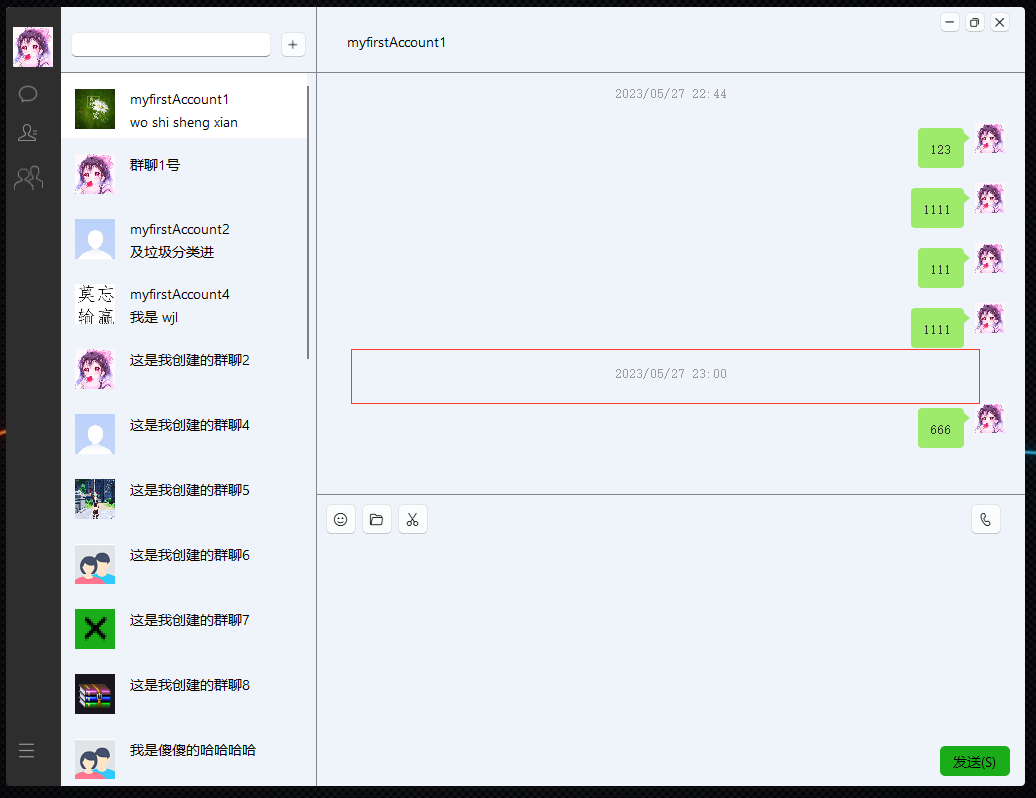 myfirstAccount1
wo shi sheng xian
群聊1号
myfirstAccount2
及垃圾分类进
myfirstAccount4
我是 wjl
莫忘
输赢
这是我创建的群聊2
这是我创建的群聊4
这是我创建的群聊5
这是我创建的群聊6
这是我创建的群聊7
这是我创建的群聊8
我是傻傻的哈哈哈哈
myfirstAccount1
2023/05/27 22:44
123
1111
111
1111
2023/05/27 23:00
666
发送(S)